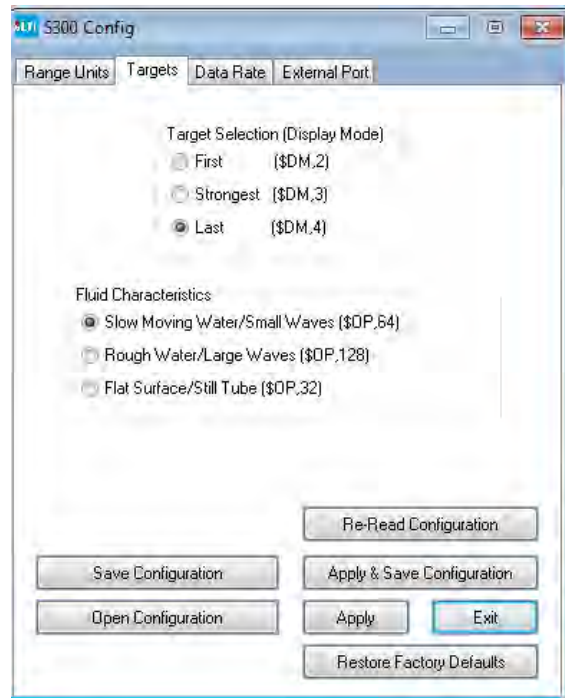 S300 Config
Range Units Targets Data Rate External Port
Target Selection (Display Mode)
First ($DM,2)
Strongest ($DM,3)
Last ($DM,4)
Fluid Characteristics
Slow Moving Water/Small Waves ($OP,64)
Rough Water/Large Waves ($OP,128)
Flat Surface/Still Tube ($OP,32)
Re-Read Configuration
Save Configuration Apply & Save Configuration
Open Configuration Apply Exit
Restore Factory Defaults